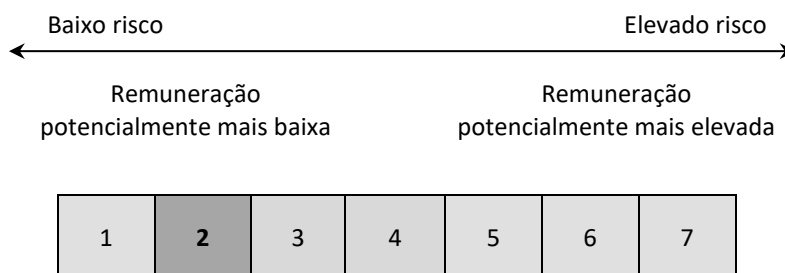 Baixo risco Elevado risco
Remuneração Remuneração
potencialmente mais baixa potencialmente mais elevada
1 2 3 4 5 6 7